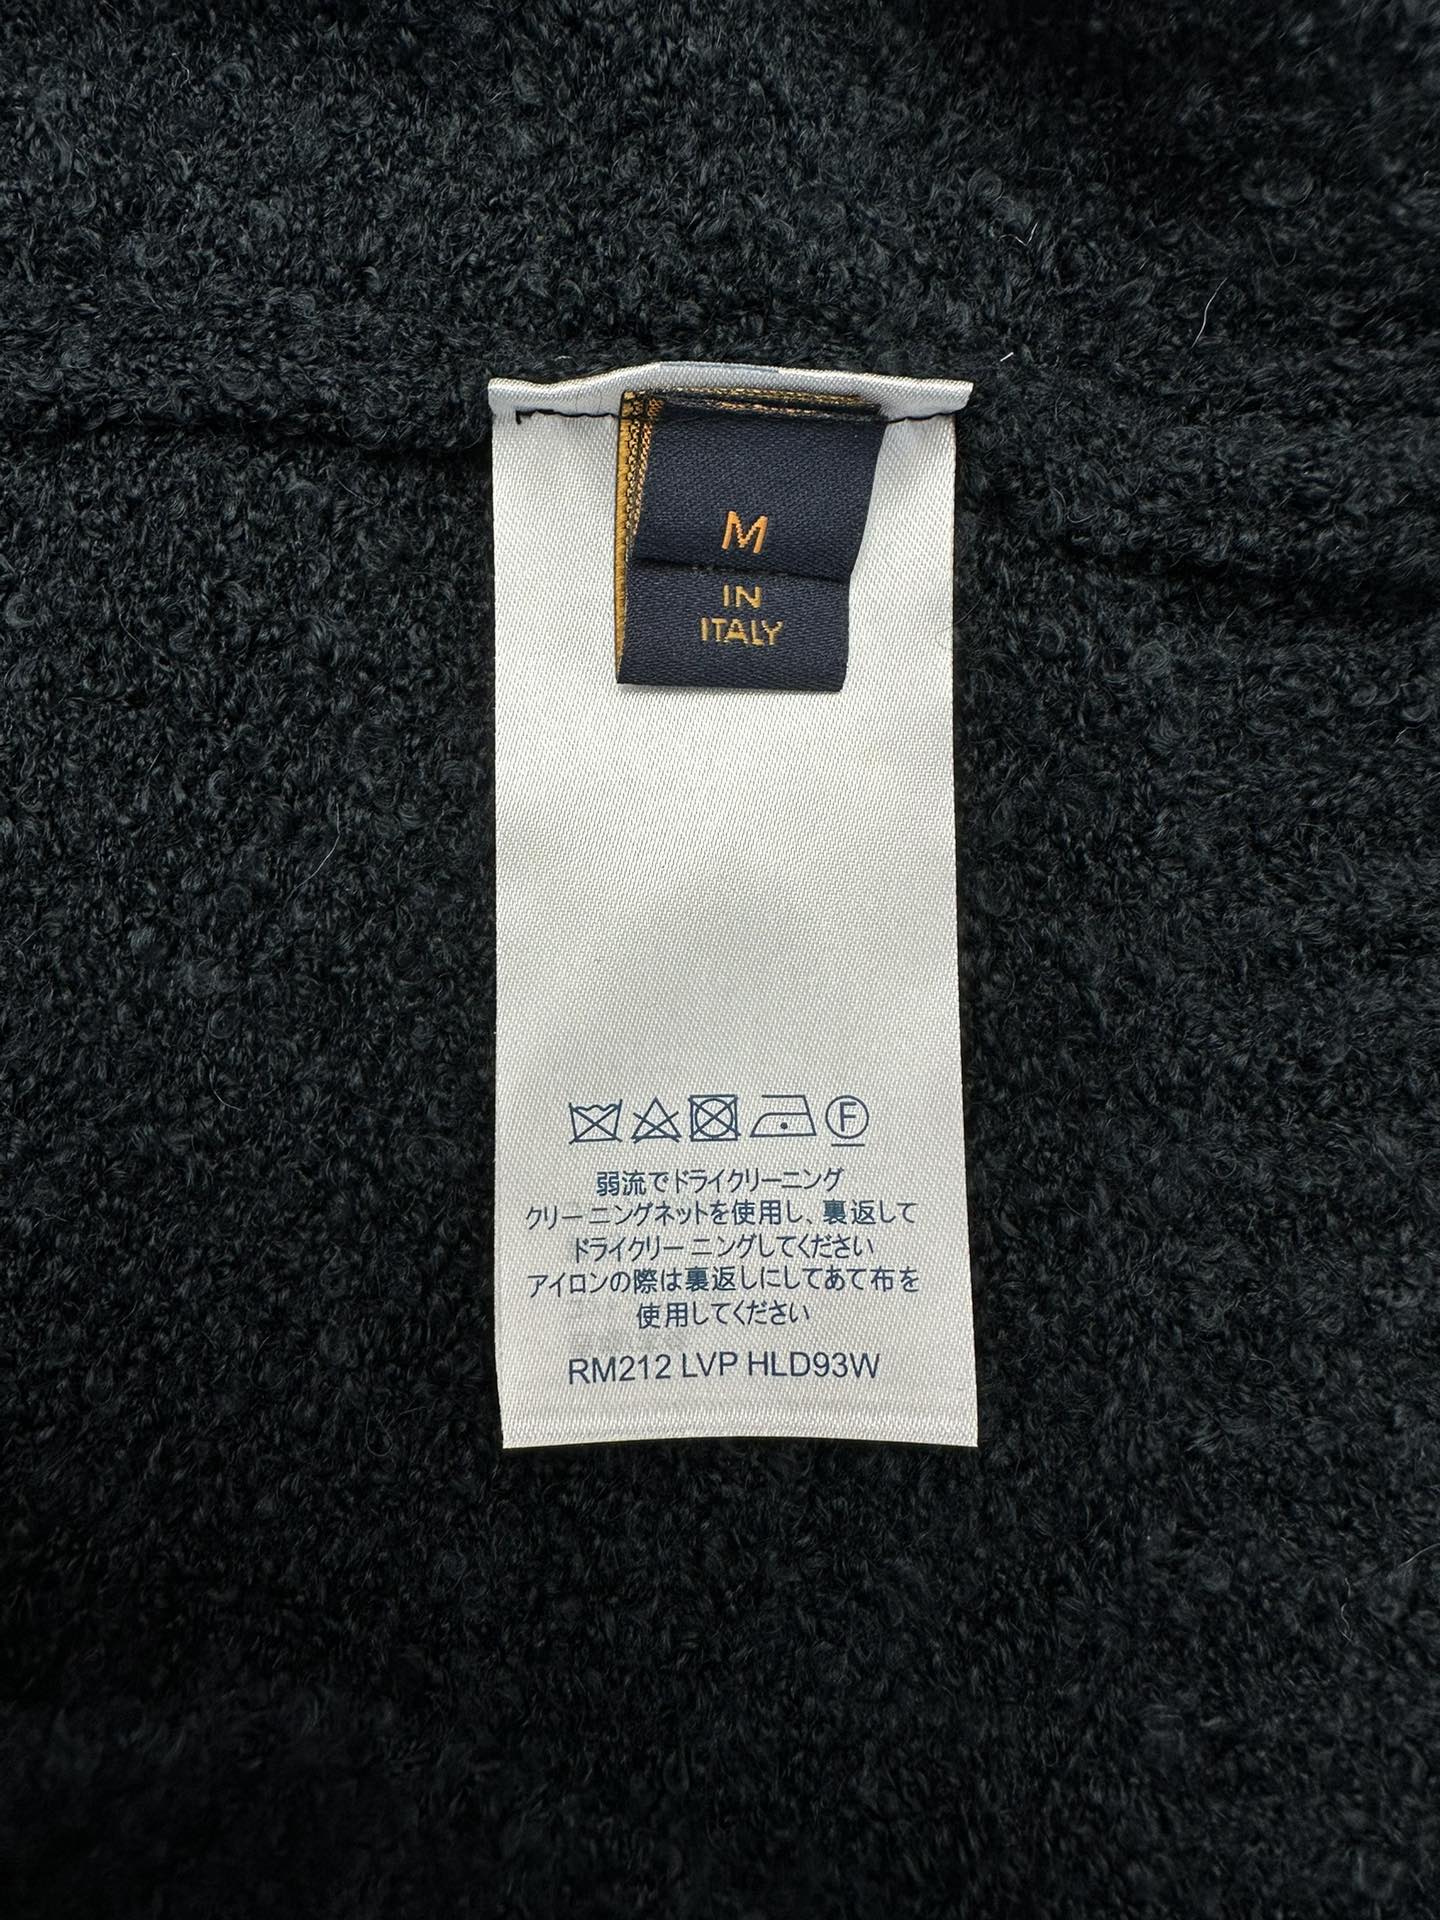 M
IN
ITALY
F
弱流でドライクリーニング
クリーニングネットを使用し、裏返して
ドライクリーニングしてください
アイロンの際は裏返しにしてあて布を
使用してください
RM212 LVP HLD93W